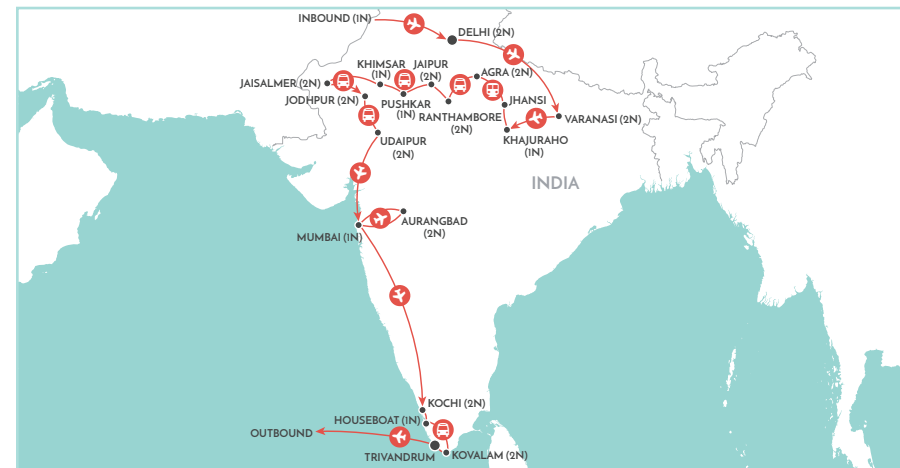 INBOUND (1N)
DELHI (2N)
KHIMSAR
(1N)
JAIPUR
(2N)
AGRA (2N)
JAISALMER (2N)
JODHPUR (2N)
PUSHKAR
(1N)
RANTHAMBORE
(2N)
JHANSI
VARANASI (2N)
KHAJURAHO
(1N)
UDAIPUR
(2N)
INDIA
AURANGBAD
(2N)
MUMBAI (1N)
KOCHI (2N)
HOUSEBOAT (1N)
OUTBOUND
TRIVANDRUM
KOVALAM (2N)